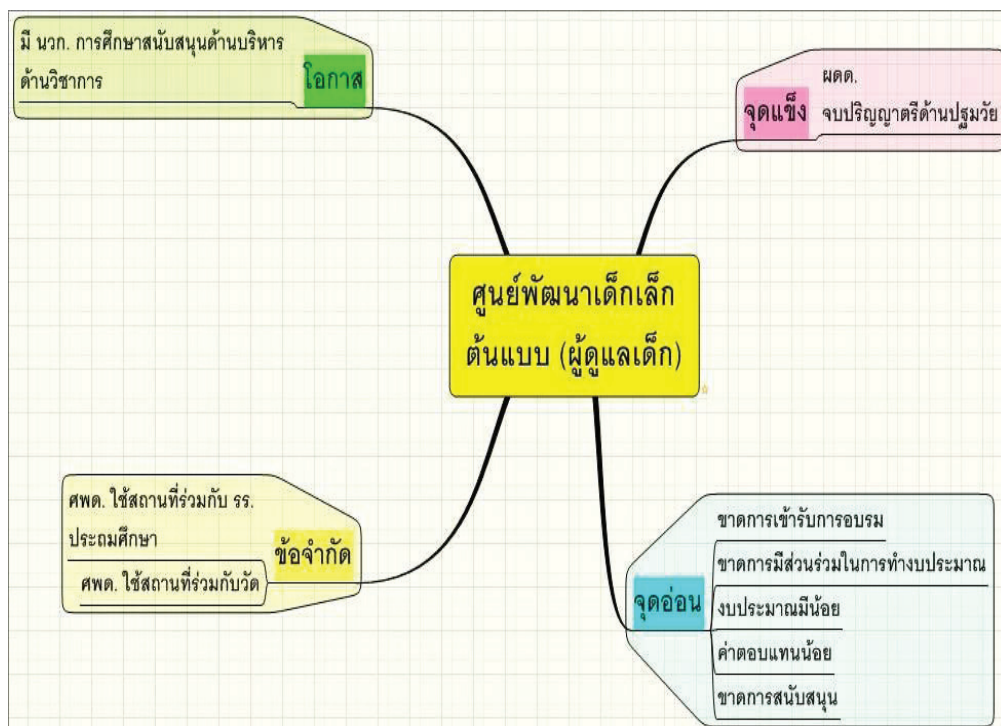 มี นวก. การศึกษาสนับสนุนด้านบริหาร
ด้านวิชาการ
โอกาส
ผดด.
จบปริญญาตรีด้านปฐมวัย
จุดแข็ง
ศูนย์พัฒนาเด็กเล็ก
ต้นแบบ (ผู้ดูแลเด็ก)
ศพด. ใช้สถานที่ร่วมกับ รร.
ประถมศึกษา
ศพด. ใช้สถานที่ร่วมกับวัด
ข้อจำกัด
จุดอ่อน
ขาดการเข้ารับการอบรม
ขาดการมีส่วนร่วมในการทำงบประมาณ
งบประมาณมีน้อย
ค่าตอบแทนน้อย
ขาดการสนับสนุน